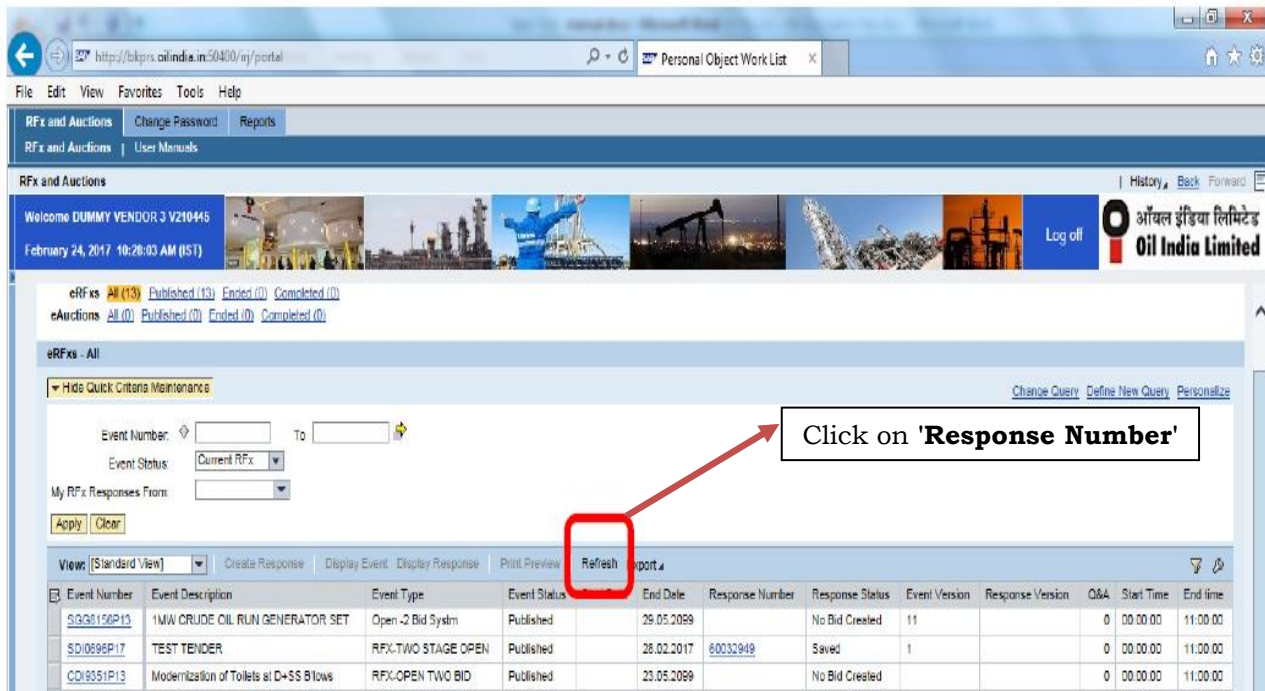 http://bkprs.oilindia.in:50400/irj/portal
Personal Object Work List
File Edit View Favorites Tools Help
RFx and Auctions Change Password Reports
RFx and Auctions | User Manuals
RFx and Auctions
| History Back Forward
Welcome DUMMY VENDOR 3 V210445
February 24, 2017 10:28:03 AM (IST)
Log off
ऑयल इंडिया लिमिटेड
Oil India Limited
eRFxs All (13) Published (13) Ended (0) Completed (0)
eAuctions All (0) Published (0) Ended (0) Completed (0)
eRFxs - All
Hide Quick Criteria Maintenance
Change Query Define New Query Personalize
Event Number: To
Event Status: Current RFx
My RFx Responses From:
Apply Clear
Click on 'Response Number'
View: [Standard View] Create Response Display Event Display Response Print Preview Refresh xport
Event Number Event Description Event Type Event Status End Date Response Number Response Status Event Version Response Version Q&A Start Time End time
SGG6156P13 1MW CRUDE OIL RUN GENERATOR SET Open -2 Bid Systm Published 29.05.2099 No Bid Created 11 0 00:00:00 11:00:00
SDI0696P17 TEST TENDER RFX-TWO STAGE OPEN Published 28.02.2017 60032949 Saved 1 0 00:00:00 11:00:00
CDI9351P13 Modernization of Toilets at D+SS B'lows RFX-OPEN TWO BID Published 23.05.2099 No Bid Created 0 00:00:00 11:00:00